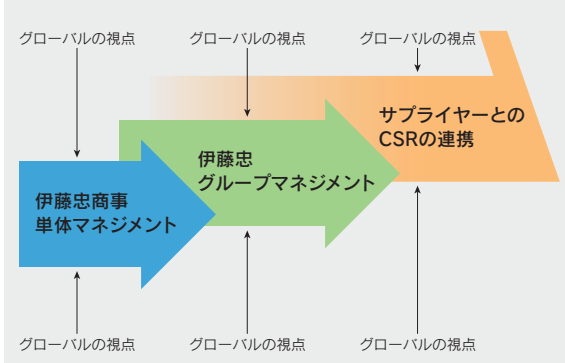 グローバルの視点
グローバルの視点
グローバルの視点
サプライヤーとの
CSRの連携
伊藤忠
グループマネジメント
伊藤忠商事
単体マネジメント
グローバルの視点
グローバルの視点
グローバルの視点